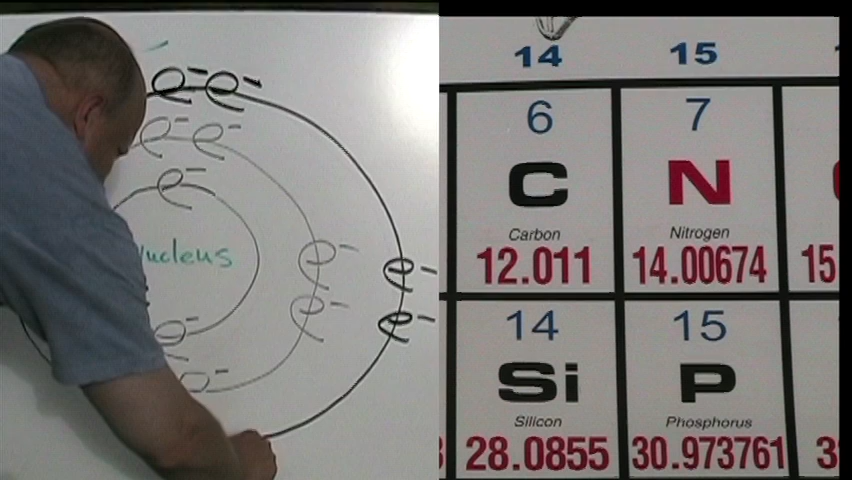 e- e-
e- e-
e-
nucleus
e-
e-
e-
e-
e-
e-
14 15
6 7
C N
Carbon Nitrogen
12.011 14.00674 15
14 15
Si P
Silicon Phosphorus
28.0855 30.973761